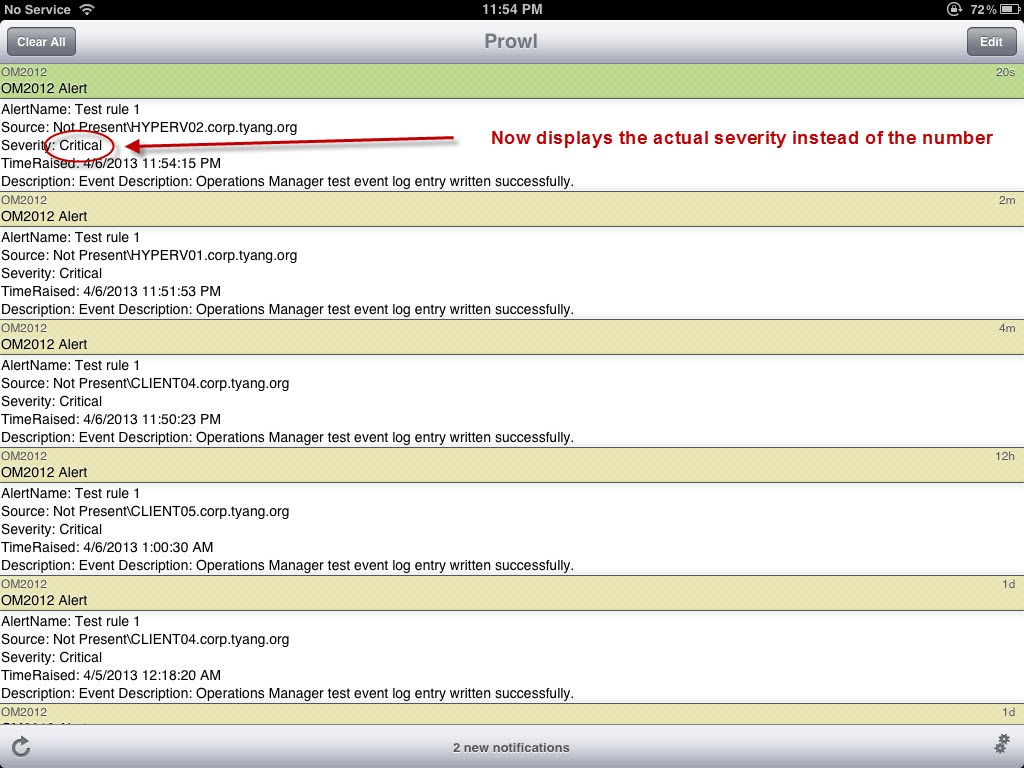 No Service 11:54 PM 72%
Clear All Prowl Edit
OM2012 20s
OM2012 Alert
AlertName: Test rule 1
Source: Not Present\HYPERV02.corp.tyang.org
Now displays the actual severity instead of the number
Severity: Critical
TimeRaised: 4/6/2013 11:54:15 PM
Description: Event Description: Operations Manager test event log entry written successfully.
OM2012 2m
OM2012 Alert
AlertName: Test rule 1
Source: Not Present\HYPERV01.corp.tyang.org
Severity: Critical
TimeRaised: 4/6/2013 11:51:53 PM
Description: Event Description: Operations Manager test event log entry written successfully.
OM2012 4m
OM2012 Alert
AlertName: Test rule 1
Source: Not Present\CLIENT04.corp.tyang.org
Severity: Critical
TimeRaised: 4/6/2013 11:50:23 PM
Description: Event Description: Operations Manager test event log entry written successfully.
OM2012 12h
OM2012 Alert
AlertName: Test rule 1
Source: Not Present\CLIENT05.corp.tyang.org
Severity: Critical
TimeRaised: 4/6/2013 1:00:30 AM
Description: Event Description: Operations Manager test event log entry written successfully.
OM2012 1d
OM2012 Alert
AlertName: Test rule 1
Source: Not Present\CLIENT04.corp.tyang.org
Severity: Critical
TimeRaised: 4/5/2013 12:18:20 AM
Description: Event Description: Operations Manager test event log entry written successfully.
OM2012 1d
2 new notifications